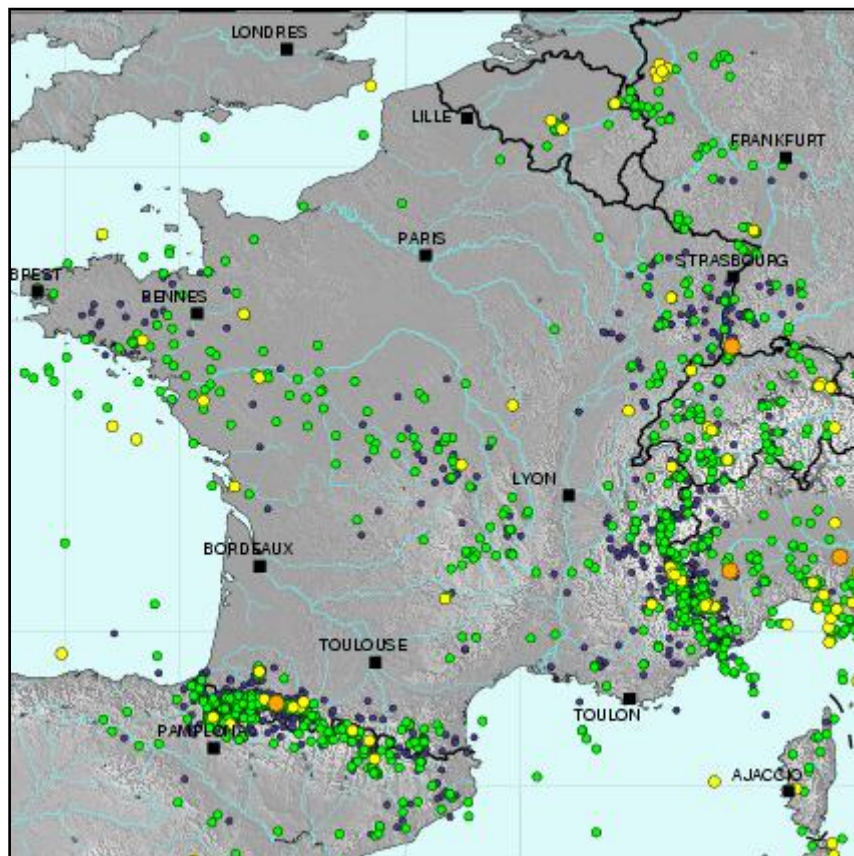 LONDRES
LILLE
FRANKFURT
PARIS
STRASBOURG
BREST
RENNES
LYON
BORDEAUX
TOULOUSE
TOULON
PAMPLONA
AJACCIO